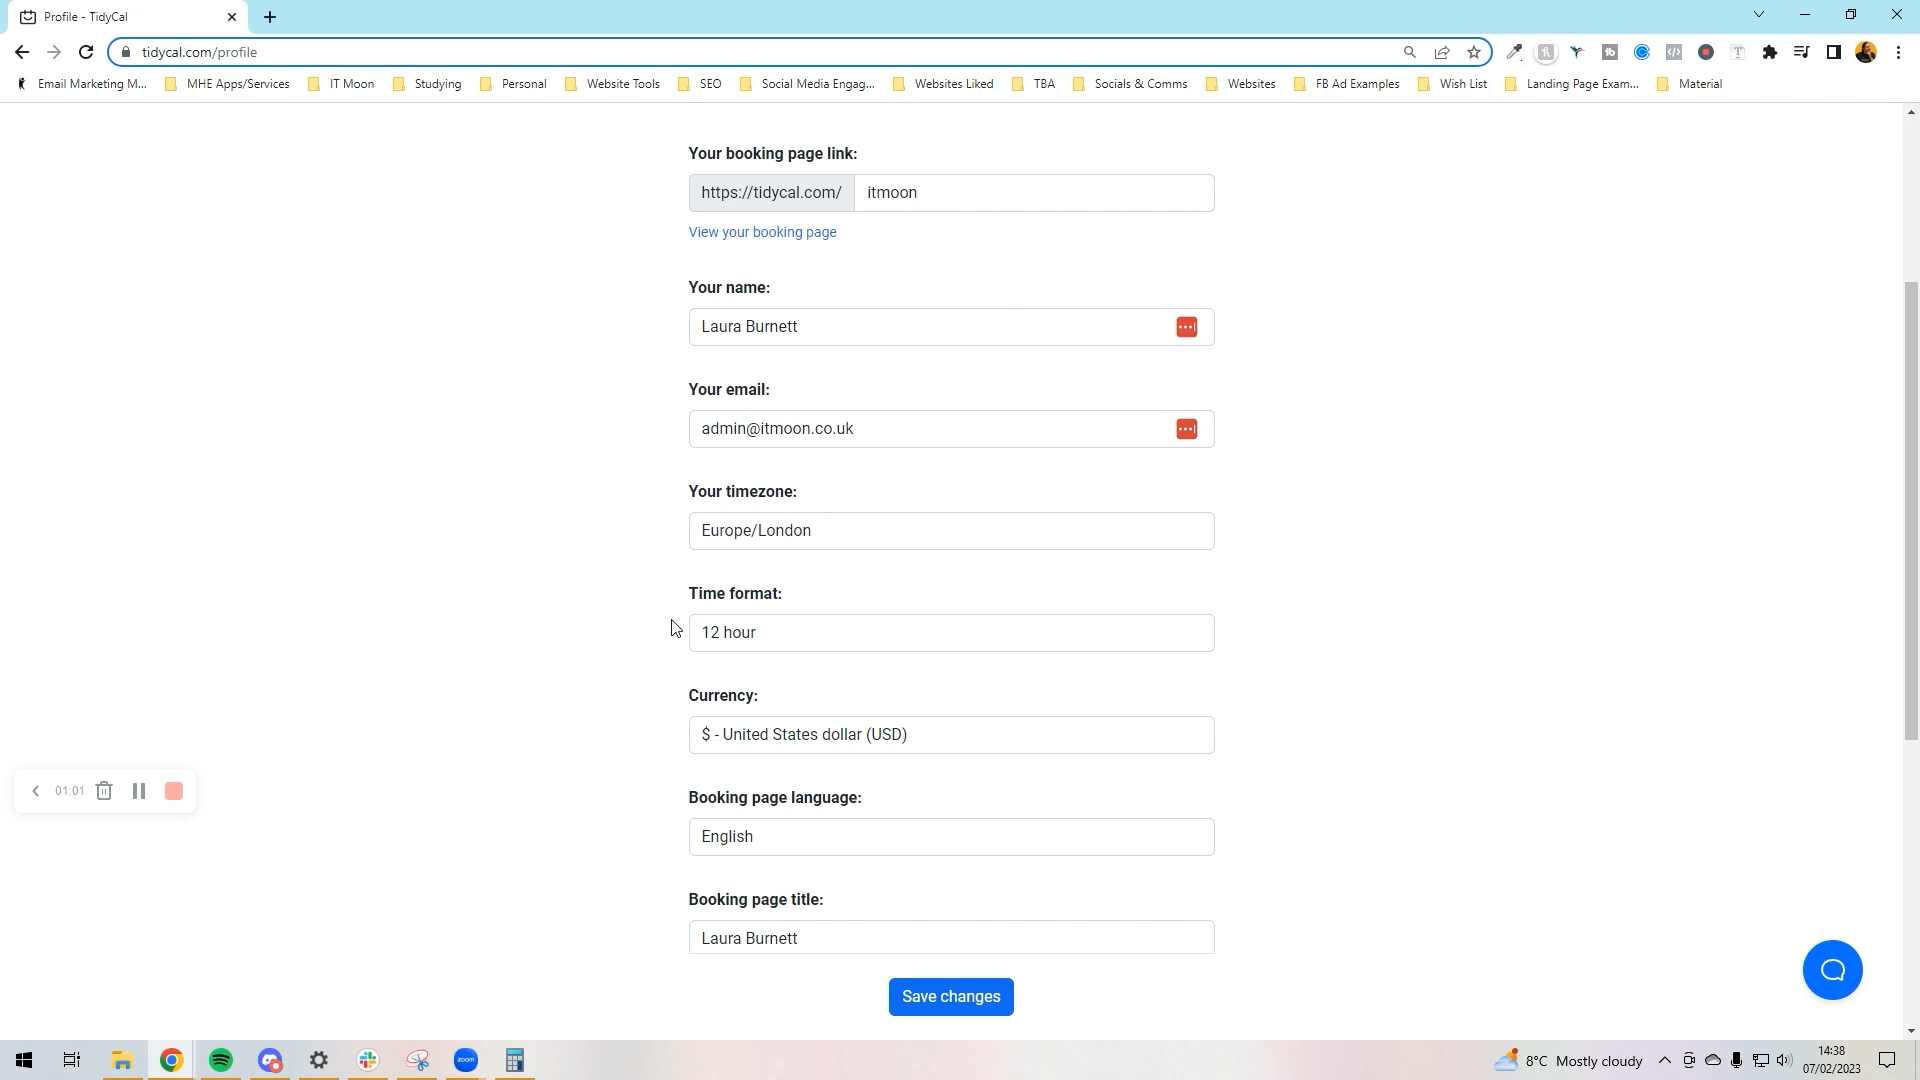 Profile - TidyCal
tidycal.com/profile
Email Marketing M...
MHE Apps/Services
IT Moon
Studying
Personal
Website Tools
SEO
Social Media Engag...
Websites Liked
TBA
Socials & Comms
Websites
FB Ad Examples
Wish List
Landing Page Exam...
Material
Your booking page link:
https://tidycal.com/ itmoon
View your booking page
Your name:
Laura Burnett
Your email:
admin@itmoon.co.uk
Your timezone:
Europe/London
Time format:
12 hour
Currency:
$ - United States dollar (USD)
01:01
Booking page language:
English
Booking page title:
Laura Burnett
Save changes
zoom
8°C Mostly cloudy
14:38
07/02/2023